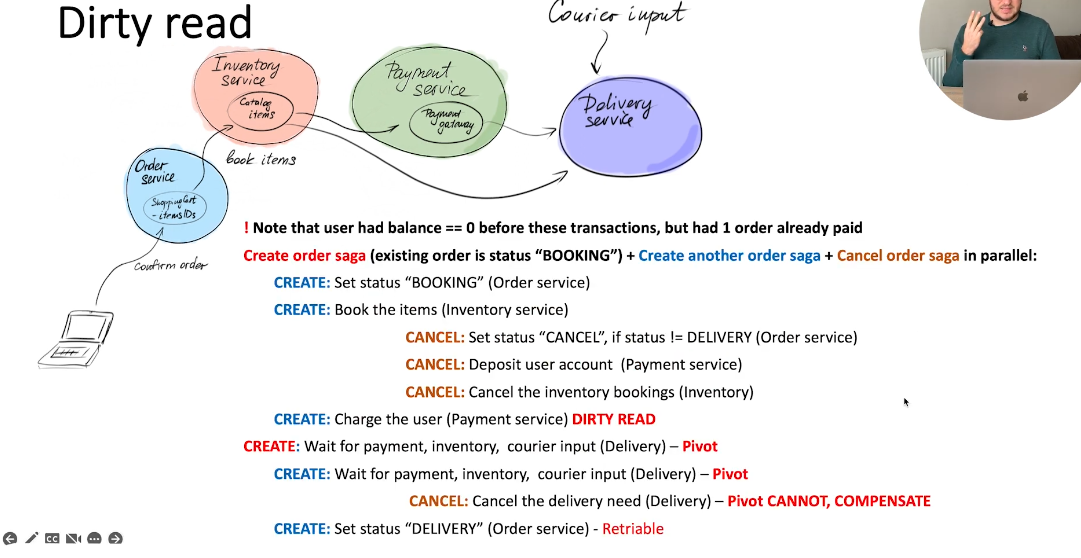 Dirty read
Courier input
Inventory
service
Catalog
items
Payment
service
Payment
gateway
Delivery
service
Order
service
Shopping Cart
- items IDs
book items
Confirm order
! Note that user had balance == 0 before these transactions, but had 1 order already paid
Create order saga (existing order is status “BOOKING”) + Create another order saga + Cancel order saga in parallel:
CREATE: Set status “BOOKING” (Order service)
CREATE: Book the items (Inventory service)
CANCEL: Set status “CANCEL”, if status != DELIVERY (Order service)
CANCEL: Deposit user account (Payment service)
CANCEL: Cancel the inventory bookings (Inventory)
CREATE: Charge the user (Payment service) DIRTY READ
CREATE: Wait for payment, inventory, courier input (Delivery) – Pivot
CREATE: Wait for payment, inventory, courier input (Delivery) – Pivot
CANCEL: Cancel the delivery need (Delivery) – Pivot CANNOT, COMPENSATE
CREATE: Set status “DELIVERY” (Order service) - Retriable
CC